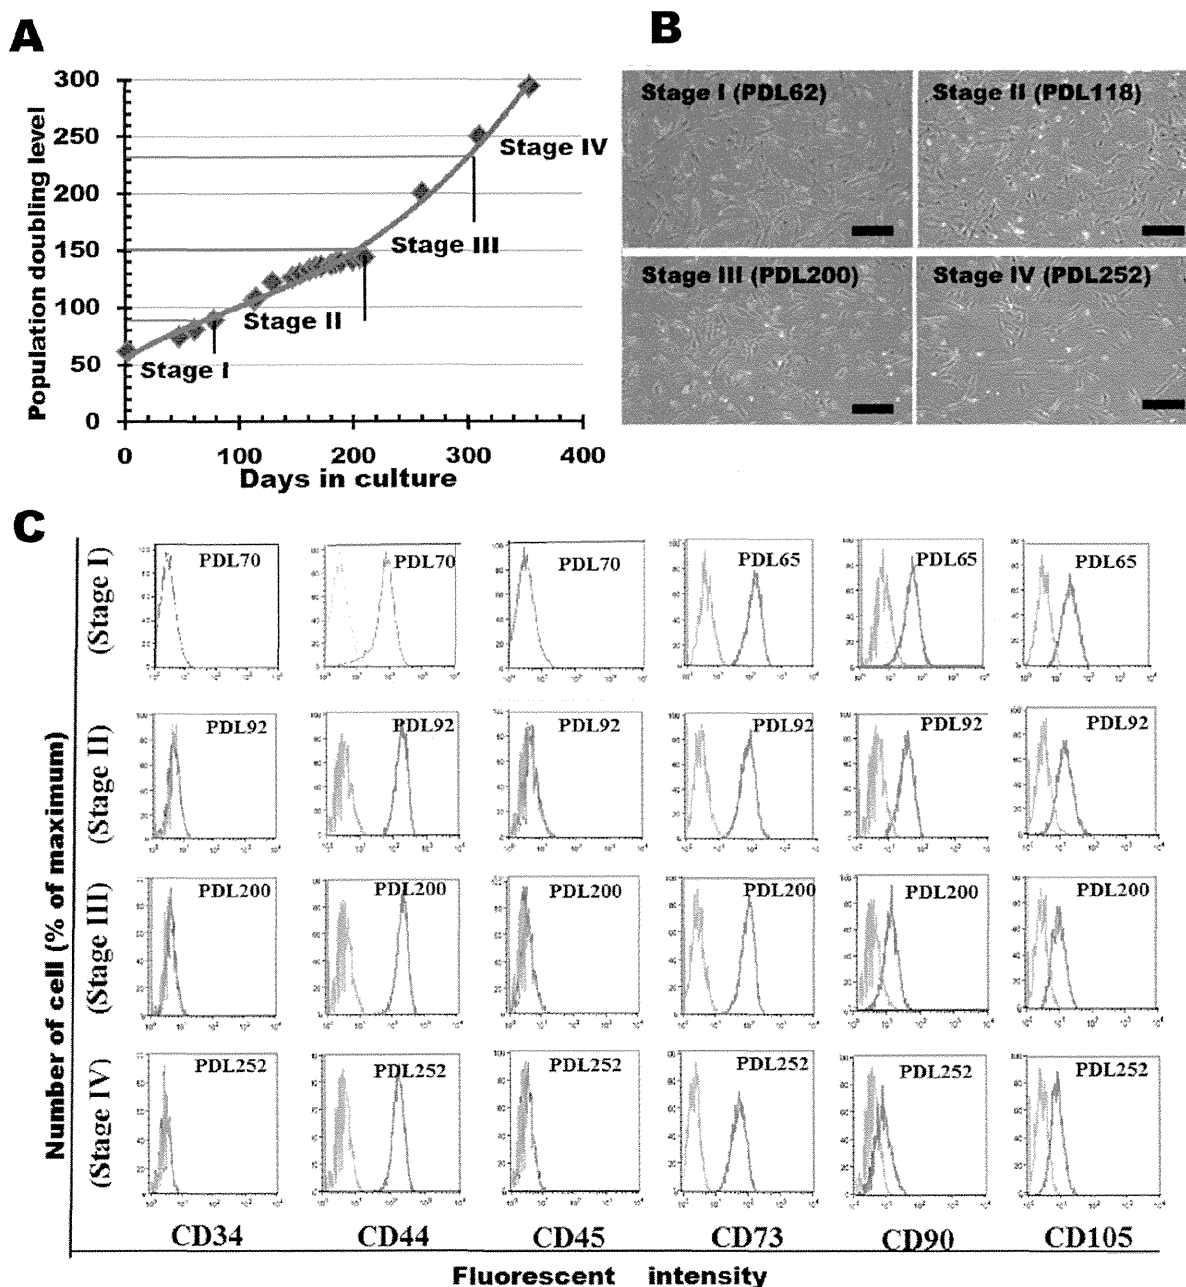 A
B
Population doubling level
300
250
200
150
100
50
0
Stage IV
Stage III
Stage II
Stage I
0 100 200 300 400
Days in culture
Stage I (PDL62)
Stage II (PDL118)
Stage III (PDL200)
Stage IV (PDL252)
C
Number of cell (% of maximum)
(Stage I)
PDL70 PDL70 PDL70 PDL65 PDL65 PDL65
(Stage II)
PDL92 PDL92 PDL92 PDL92 PDL92 PDL92
(Stage III)
PDL200 PDL200 PDL200 PDL200 PDL200 PDL200
(Stage IV)
PDL252 PDL252 PDL252 PDL252 PDL252 PDL252
CD34 CD44 CD45 CD73 CD90 CD105
Fluorescent intensity